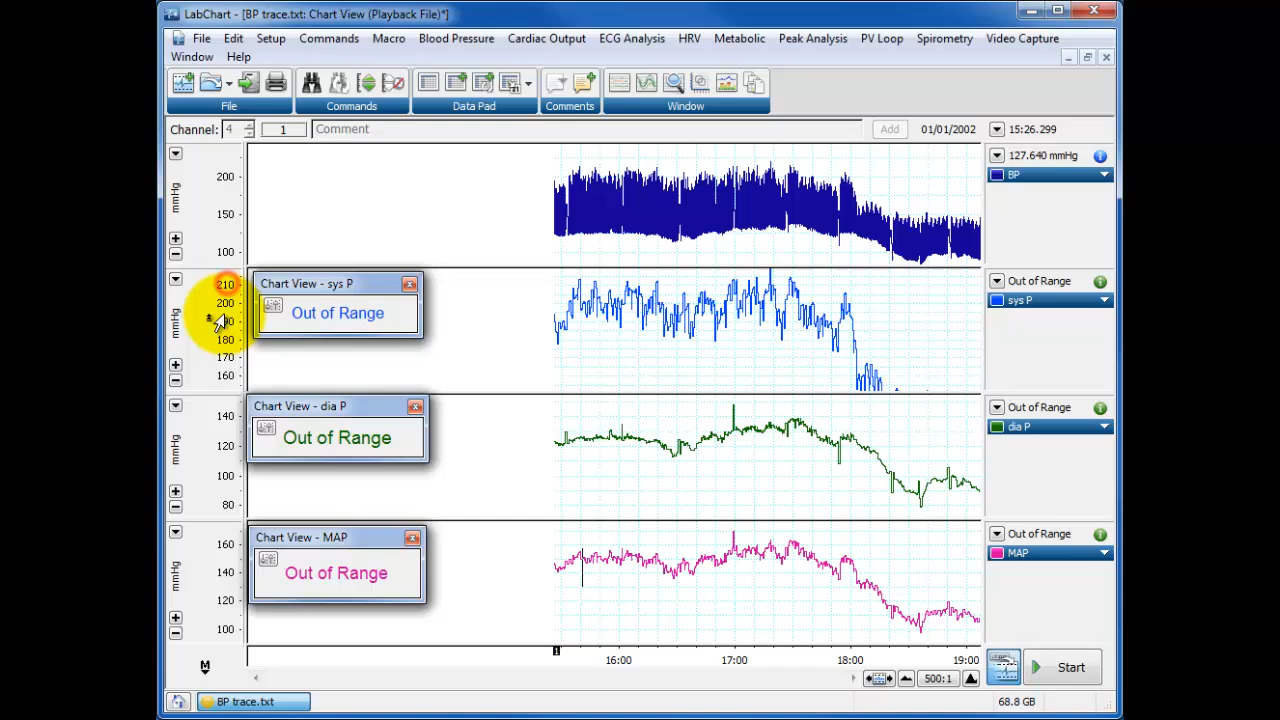 LabChart - [BP trace.txt: Chart View (Playback File)*]
File Edit Setup Commands Macro Blood Pressure Cardiac Output ECG Analysis HRV Metabolic Peak Analysis PV Loop Spirometry Video Capture
Window Help
File Commands Data Pad Comments Window
Channel: 4 1 Comment Add 01/01/2002 15:26.299
mmHg 200 150 100
127.640 mmHg
BP
mmHg 210 200 190 180 170 160
Chart View - sys P
Out of Range
Out of Range
sys P
mmHg 140 120 100 80
Chart View - dia P
Out of Range
Out of Range
dia P
mmHg 160 140 120 100
Chart View - MAP
Out of Range
Out of Range
MAP
M 1 16:00 17:00 18:00 19:00
500:1 Start
BP trace.txt 68.8 GB